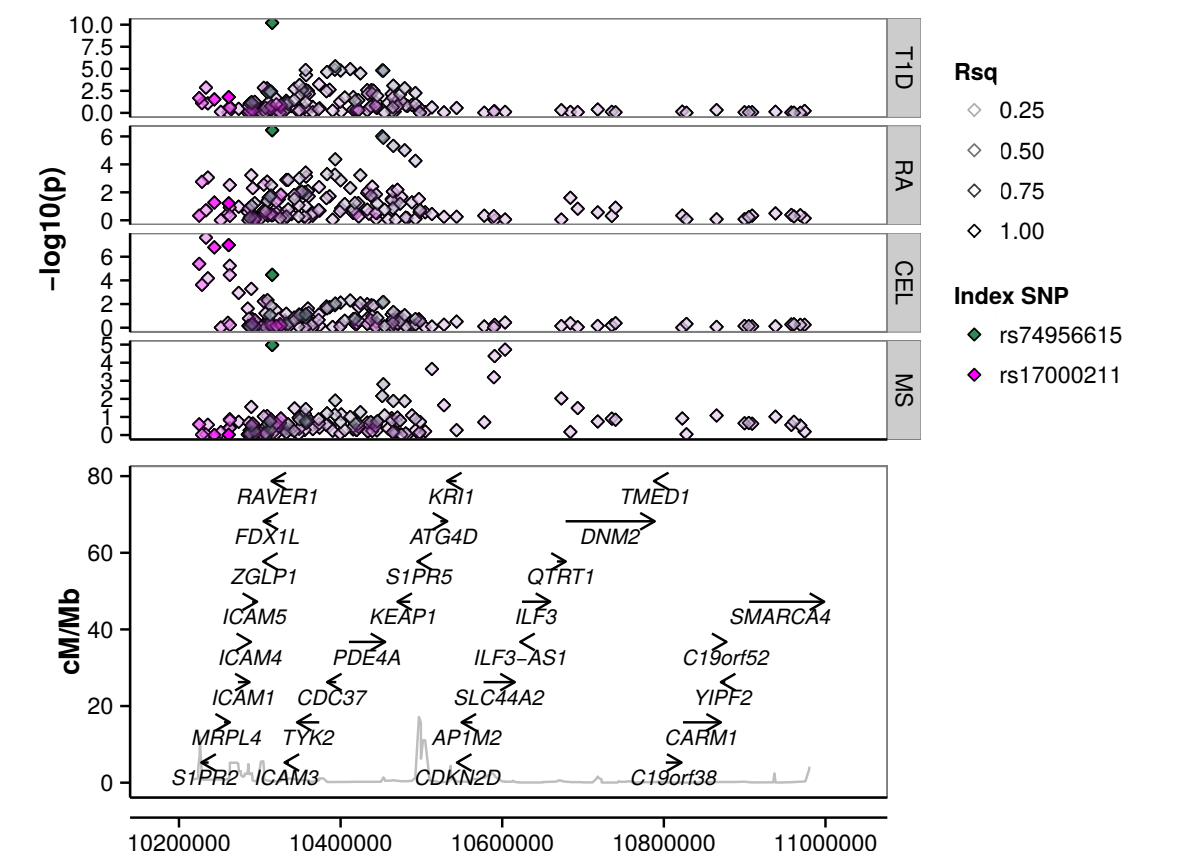 10.0
7.5
5.0
2.5
0.0
T1D
6
4
2
0
RA
6
4
2
0
CEL
5
4
3
2
1
0
MS
−log10(p)
Rsq
0.25
0.50
0.75
1.00
Index SNP
rs74956615
rs17000211
80
60
40
20
0
cM/Mb
RAVER1 KRI1 TMED1
FDX1L ATG4D DNM2
ZGLP1 S1PR5 QTRT1
ICAM5 KEAP1 ILF3 SMARCA4
ICAM4 PDE4A ILF3−AS1 C19orf52
ICAM1 CDC37 SLC44A2 YIPF2
MRPL4 TYK2 AP1M2 CARM1
S1PR2 ICAM3 CDKN2D C19orf38
10200000 10400000 10600000 10800000 11000000